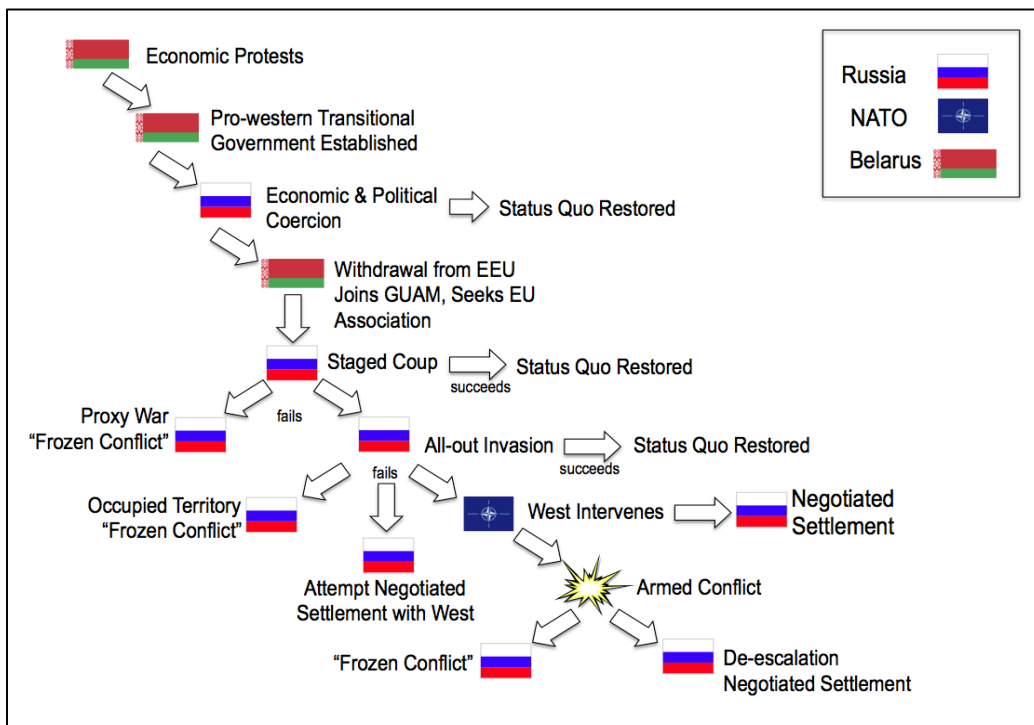 Economic Protests
Russia
NATO
Belarus
Pro-western Transitional
Government Established
Economic & Political
Coercion
Status Quo Restored
Withdrawal from EEU
Joins GUAM, Seeks EU
Association
Staged Coup
succeeds
Status Quo Restored
Proxy War
“Frozen Conflict”
fails
All-out Invasion
succeeds
Status Quo Restored
Occupied Territory
“Frozen Conflict”
fails
West Intervenes
Negotiated
Settlement
Attempt Negotiated
Settlement with West
Armed Conflict
“Frozen Conflict”
De-escalation
Negotiated Settlement